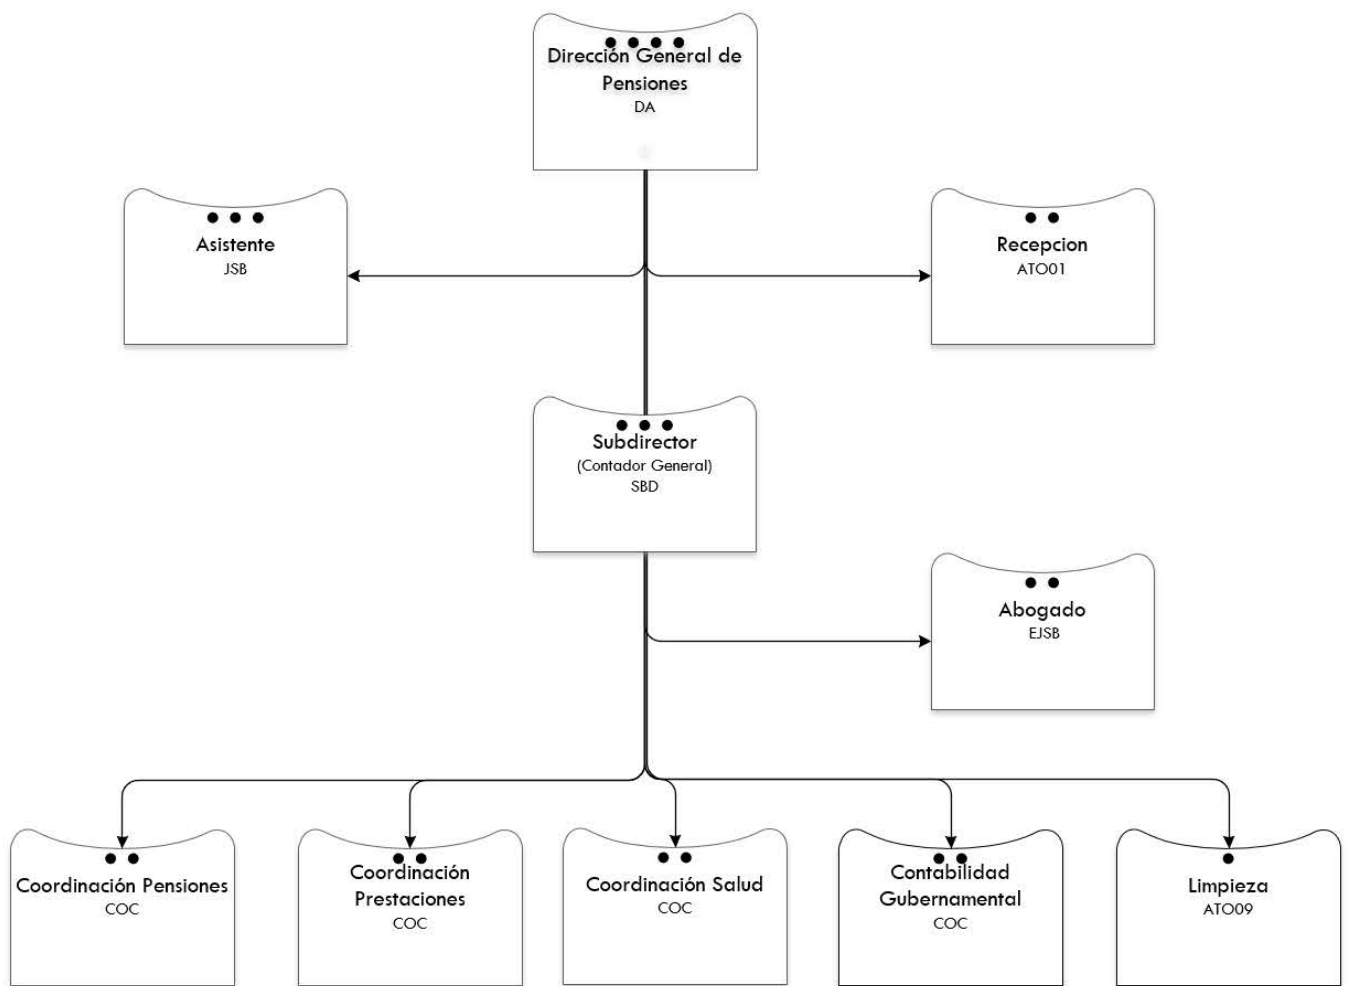 Dirección General de
Pensiones
DA
Asistente
JSB
Recepcion
ATO01
Subdirector
(Contador General)
SBD
Abogado
EJSB
Coordinación Pensiones
COC
Coordinación
Prestaciones
COC
Coordinación Salud
COC
Contabilidad
Gubernamental
COC
Limpieza
ATO09